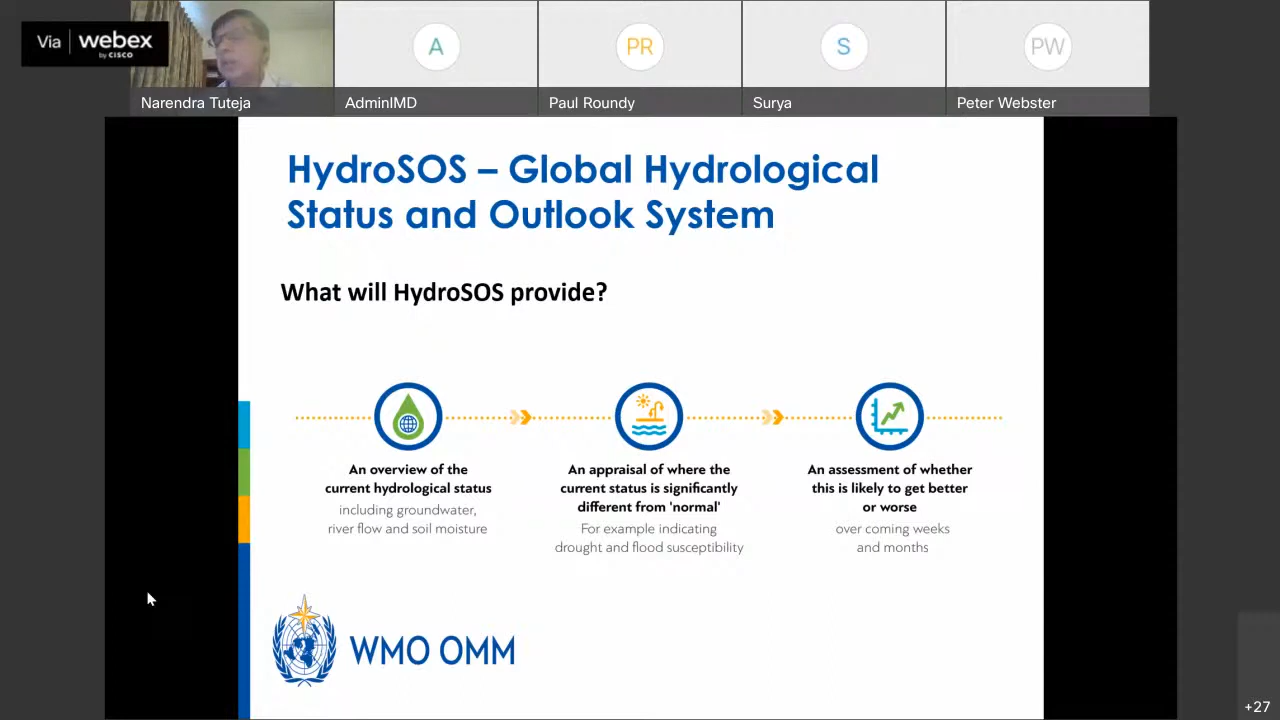 Via webex
by CISCO
A
PR
S
PW
Narendra Tuteja
AdminIMD
Paul Roundy
Surya
Peter Webster
HydroSOS – Global Hydrological
Status and Outlook System
What will HydroSOS provide?
An overview of the
current hydrological status
including groundwater,
river flow and soil moisture
An appraisal of where the
current status is significantly
different from 'normal'
For example indicating
drought and flood susceptibility
An assessment of whether
this is likely to get better
or worse
over coming weeks
and months
WMO OMM
+27